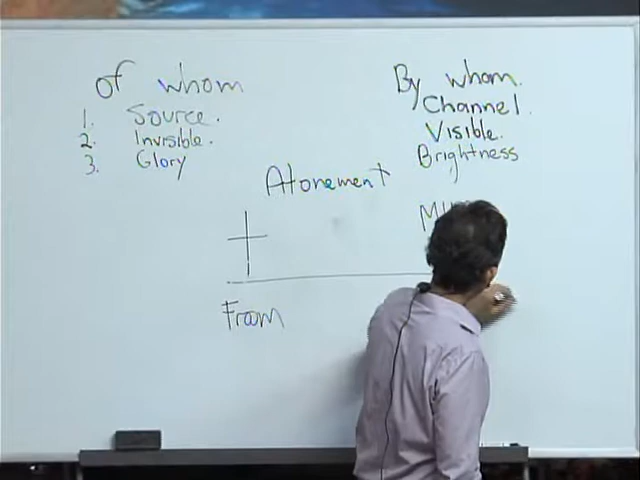 of whom
1. Source.
2. Invisible.
3. Glory
By whom.
Channel.
Visible.
Brightness
Atonement
From